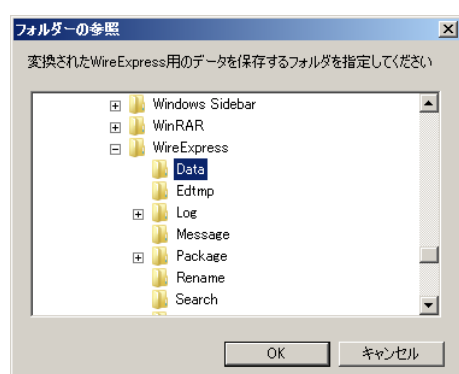 フォルダーの参照
変換されたWireExpress用のデータを保存するフォルダを指定してください
Windows Sidebar
WinRAR
WireExpress
Data
Edtmp
Log
Message
Package
Rename
Search
OK キャンセル